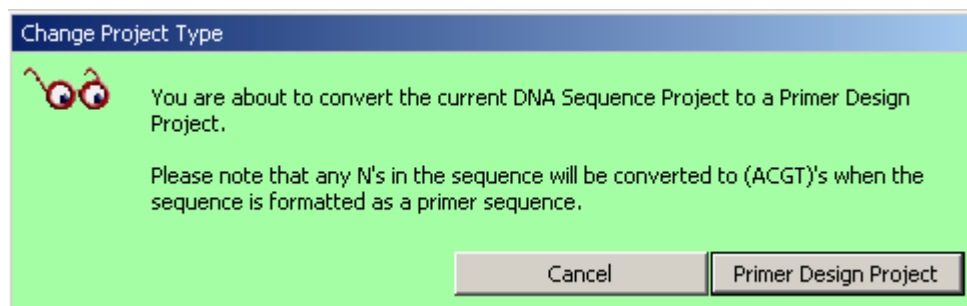 Change Project Type
You are about to convert the current DNA Sequence Project to a Primer Design
Project.
Please note that any N's in the sequence will be converted to (ACGT)'s when the
sequence is formatted as a primer sequence.
Cancel Primer Design Project